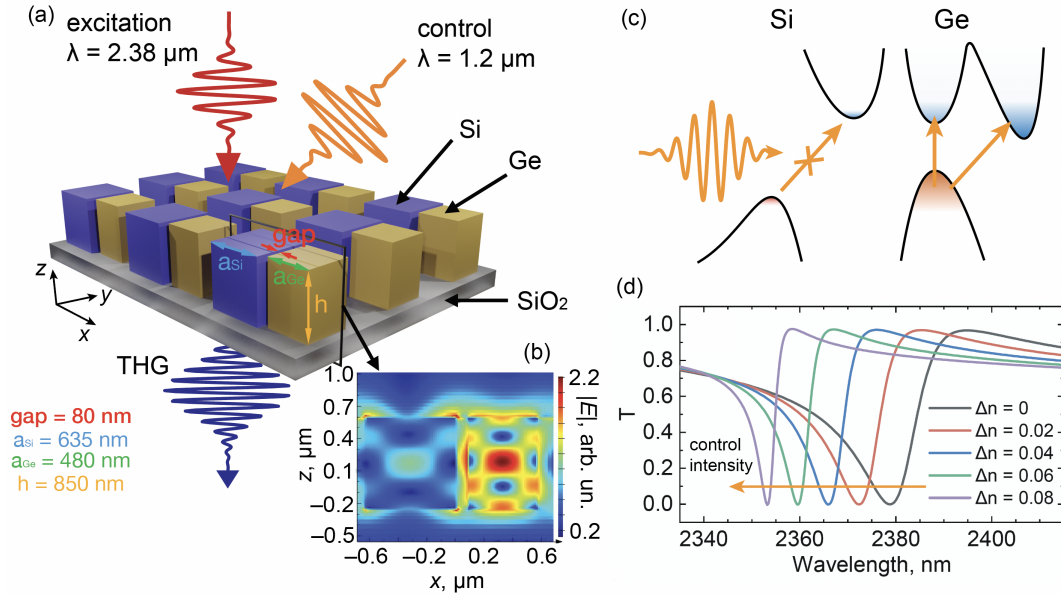 (a)
excitation
λ = 2.38 μm
control
λ = 1.2 μm
Si
Ge
gap
aSi
aGe
h
z
y
x
SiO₂
THG
gap = 80 nm
aSi = 635 nm
aGe = 480 nm
h = 850 nm
(b)
1.0
0.7
0.4
0.1
−0.2
−0.5
z, μm
−0.6
−0.2
0.2
0.6
x, μm
2.2
|E|, arb. un.
0.2
(c)
Si
Ge
(d)
1.0
0.8
0.6
0.4
0.2
0.0
T
control
intensity
Δn = 0
Δn = 0.02
Δn = 0.04
Δn = 0.06
Δn = 0.08
2340
2360
2380
2400
Wavelength, nm